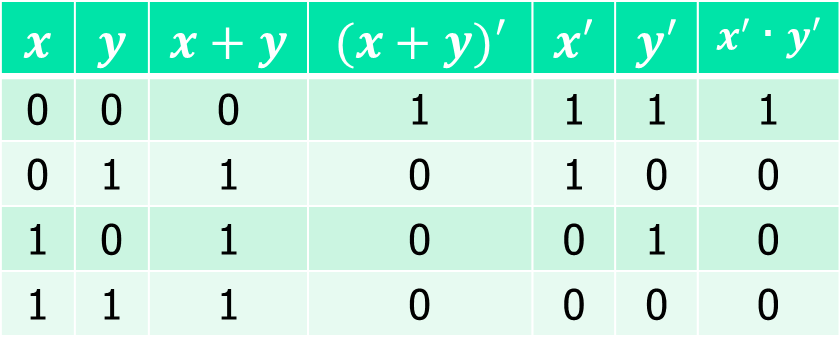 x y x + y (x + y)′ x′ y′ x′ · y′
0 0 0 1 1 1 1
0 1 1 0 1 0 0
1 0 1 0 0 1 0
1 1 1 0 0 0 0